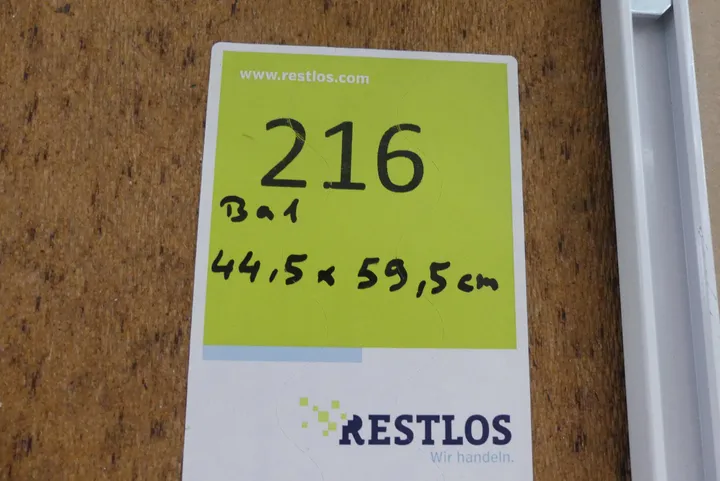 www.restlos.com
216
Ba1
44,5 x 59,5 cm
RESTLOS
Wir handeln.